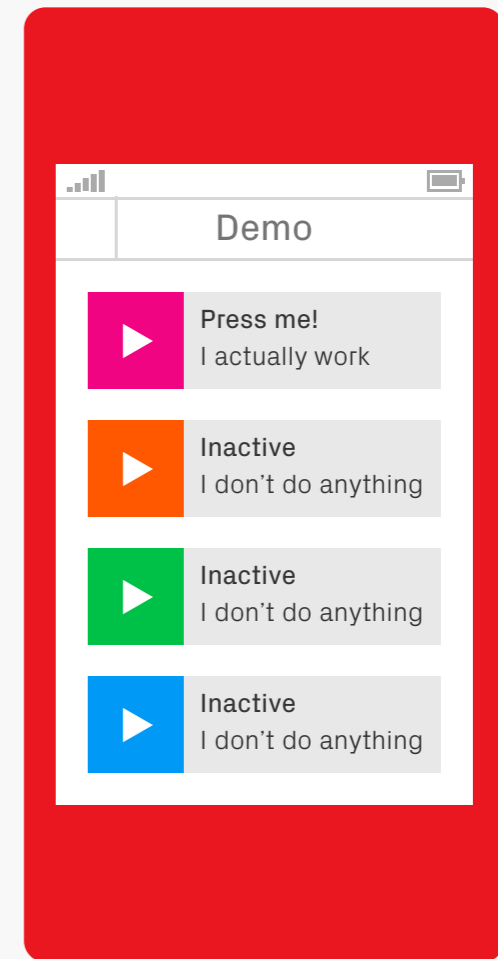 Demo
Press me!
I actually work
Inactive
I don’t do anything
Inactive
I don’t do anything
Inactive
I don’t do anything